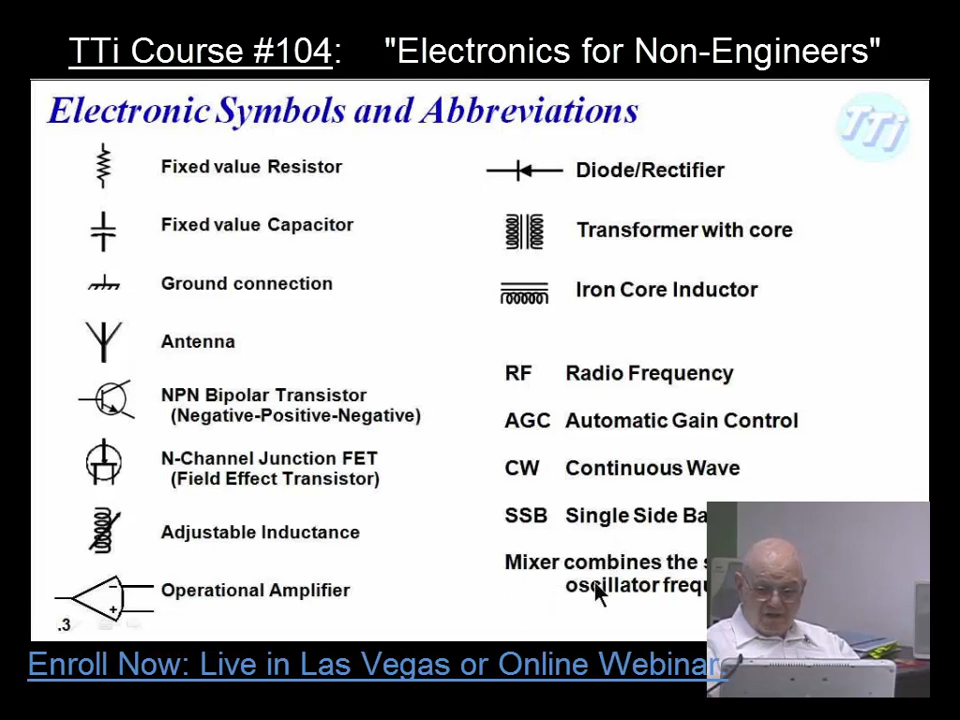 TTi Course #104: "Electronics for Non-Engineers"
Electronic Symbols and Abbreviations
TTi
Fixed value Resistor
Fixed value Capacitor
Ground connection
Antenna
NPN Bipolar Transistor
(Negative-Positive-Negative)
N-Channel Junction FET
(Field Effect Transistor)
Adjustable Inductance
Operational Amplifier
.3
Diode/Rectifier
Transformer with core
Iron Core Inductor
RF Radio Frequency
AGC Automatic Gain Control
CW Continuous Wave
SSB Single Side
Mixer combines the
oscillator
Enroll Now: Live in Las Vegas or Online Webinar